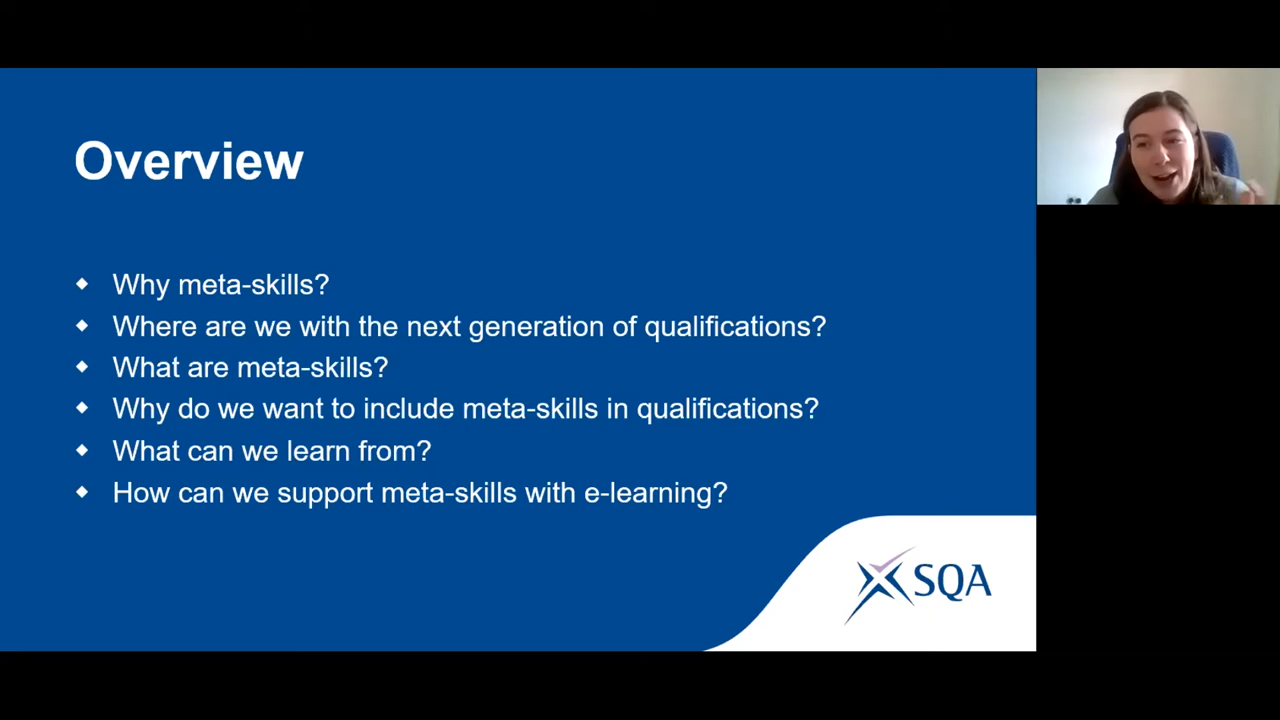 Overview
Why meta-skills?
Where are we with the next generation of qualifications?
What are meta-skills?
Why do we want to include meta-skills in qualifications?
What can we learn from?
How can we support meta-skills with e-learning?
SQA